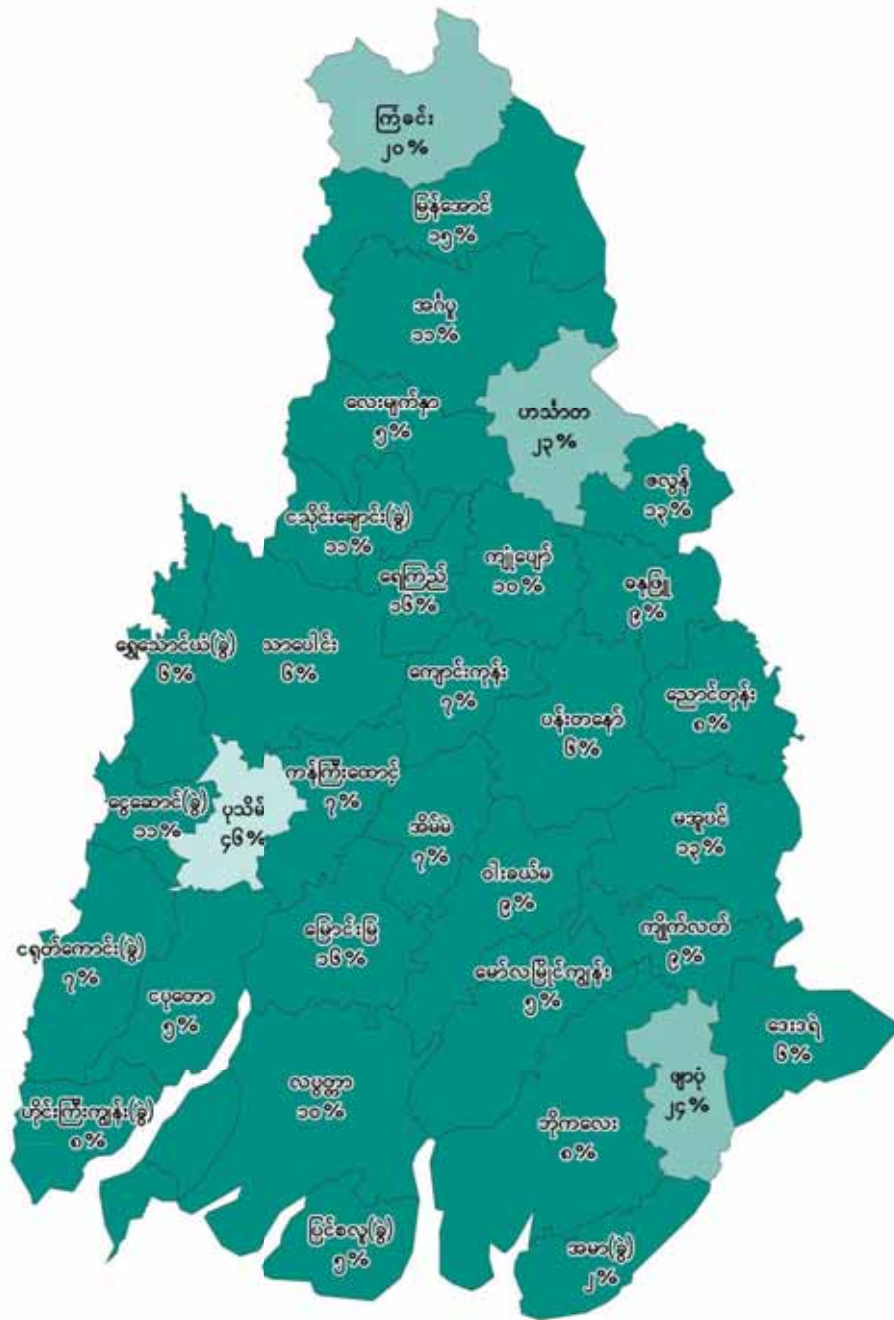 ကြံခင်း
၂၀%
မြန်အောင်
၁၅%
အင်္ဂပူ
၁၁%
လေးမျက်နှာ
၅%
ဟင်္သာတ
၂၃%
ဇလွန်
၁၃%
ငသိုင်းချောင်း(ခွဲ)
၁၁%
ရေကြည်
၁၆%
ကျုံပျော်
၁၀%
ဓနုဖြူ
၉%
ရွှေသောင်ယံ(ခွဲ)
၆%
သာပေါင်း
၆%
ကျောင်းကုန်း
၇%
ပန်းတနော်
၆%
ညောင်တုန်း
၈%
ငွေဆောင်(ခွဲ)
၁၁%
ပုသိမ်
၄၆%
ကန်ကြီးထောင့်
၇%
အိမ်မဲ
၇%
ဝါးခယ်မ
၉%
မအူပင်
၁၃%
ငရုတ်ကောင်း(ခွဲ)
၇%
ငပုတော
၅%
မြောင်းမြ
၁၆%
မော်လမြိုင်ကျွန်း
၅%
ကျိုက်လတ်
၉%
ဒေးဒရဲ
၆%
ဟိုင်းကြီးကျွန်း(ခွဲ)
၈%
လပွတ္တာ
၁၀%
ဘိုကလေး
၈%
ဖျာပုံ
၂၄%
ပြင်စလူ(ခွဲ)
၅%
အမာ(ခွဲ)
၂%